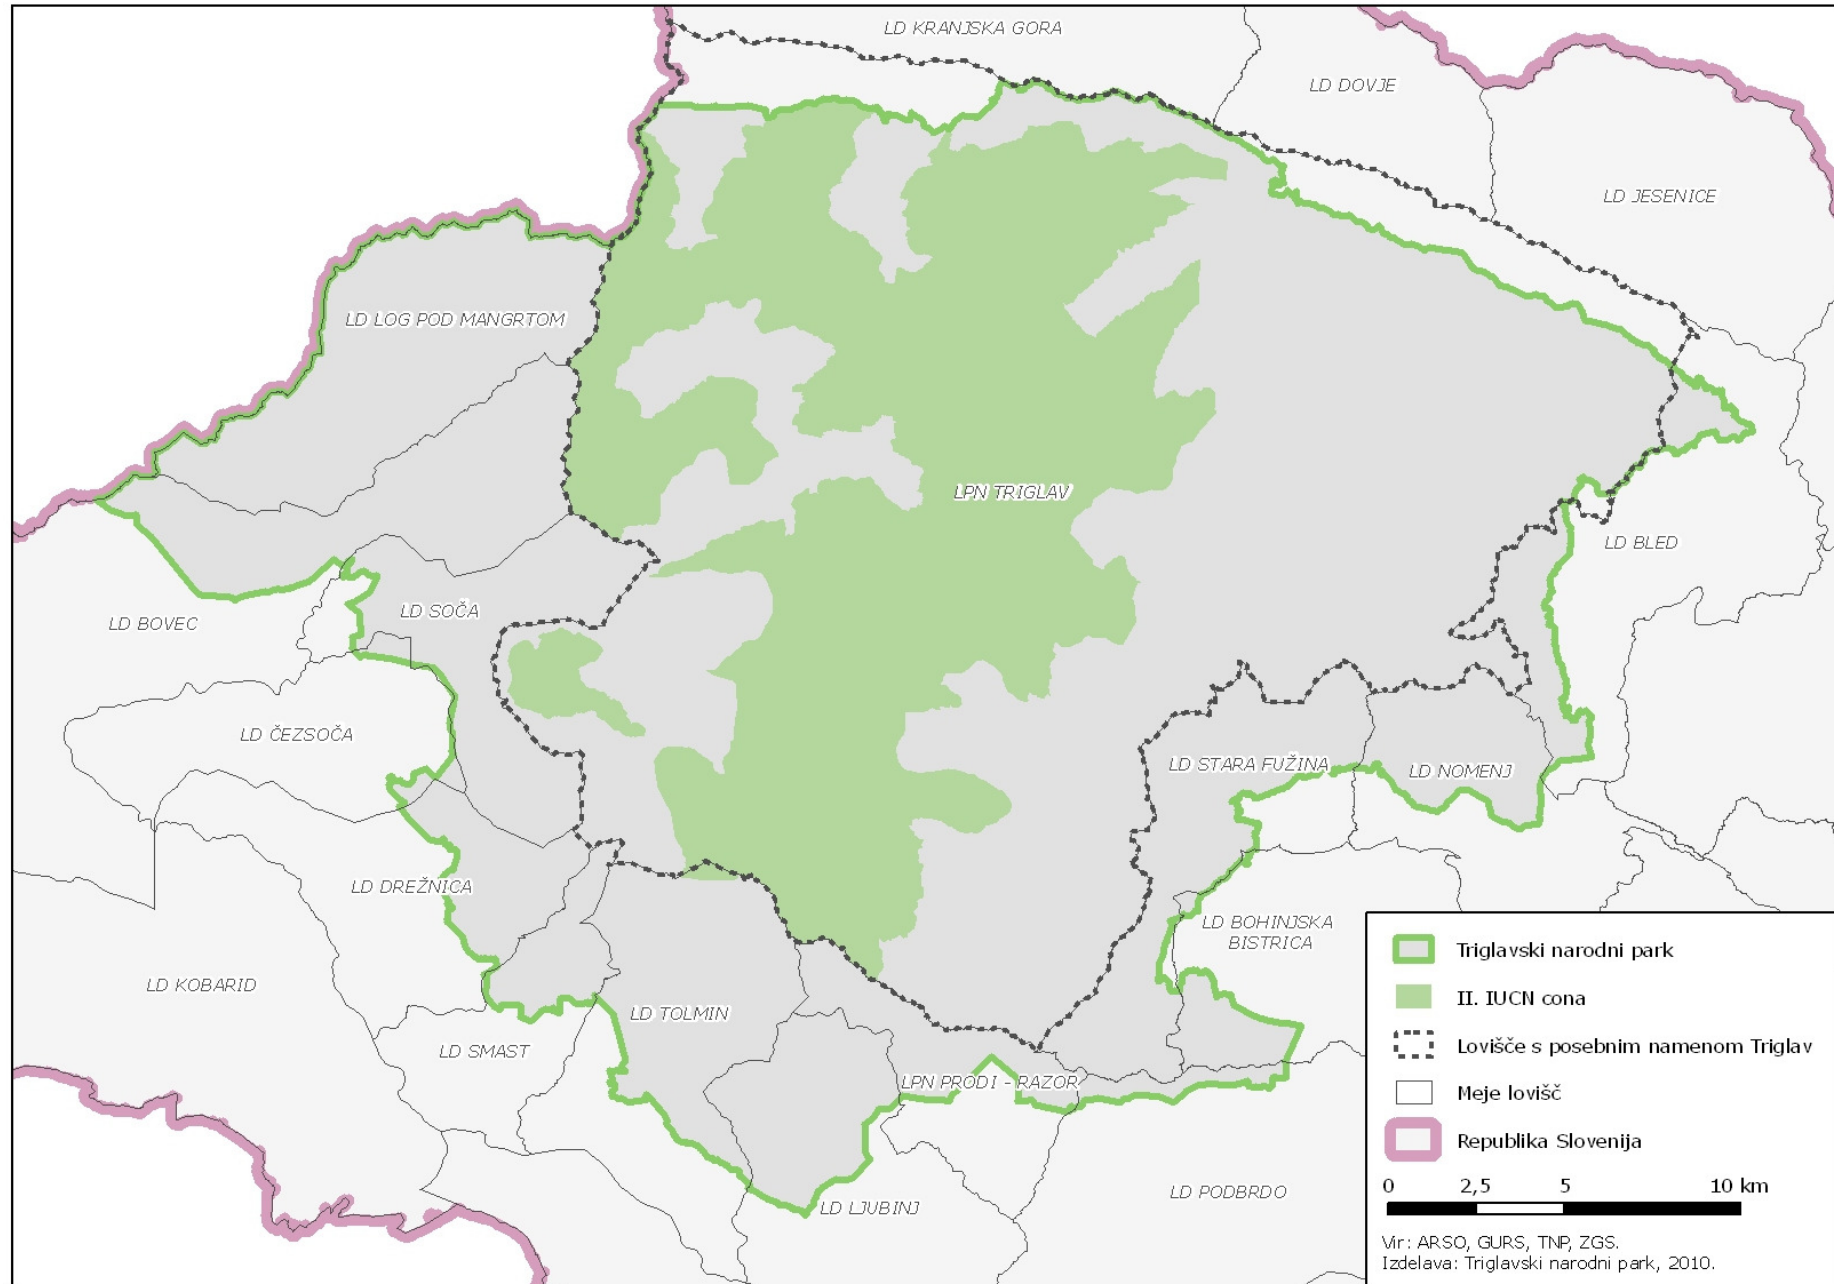 LD KRANJSKA GORA
LD DOVJE
LD JESENICE
LD LOG POD MANGRTOM
LPN TRIGLAV
LD BLED
LD SOČA
LD BOVEC
LD ČEZSOČA
LD STARA FUŽINA
LD NOMENJ
LD DREŽNICA
LD BOHINJSKA
BISTRICA
LD KOBARID
LD TOLMIN
LD SMAST
LPN PRODI - RAZOR
LD LJUBINJ
LD PODBRDO
Triglavski narodni park
II. IUCN cona
Lovišče s posebnim namenom Triglav
Meje lovišč
Republika Slovenija
0 2,5 5 10 km
Vir: ARSO, GURS, TNP, ZGS.
Izdelava: Triglavski narodni park, 2010.